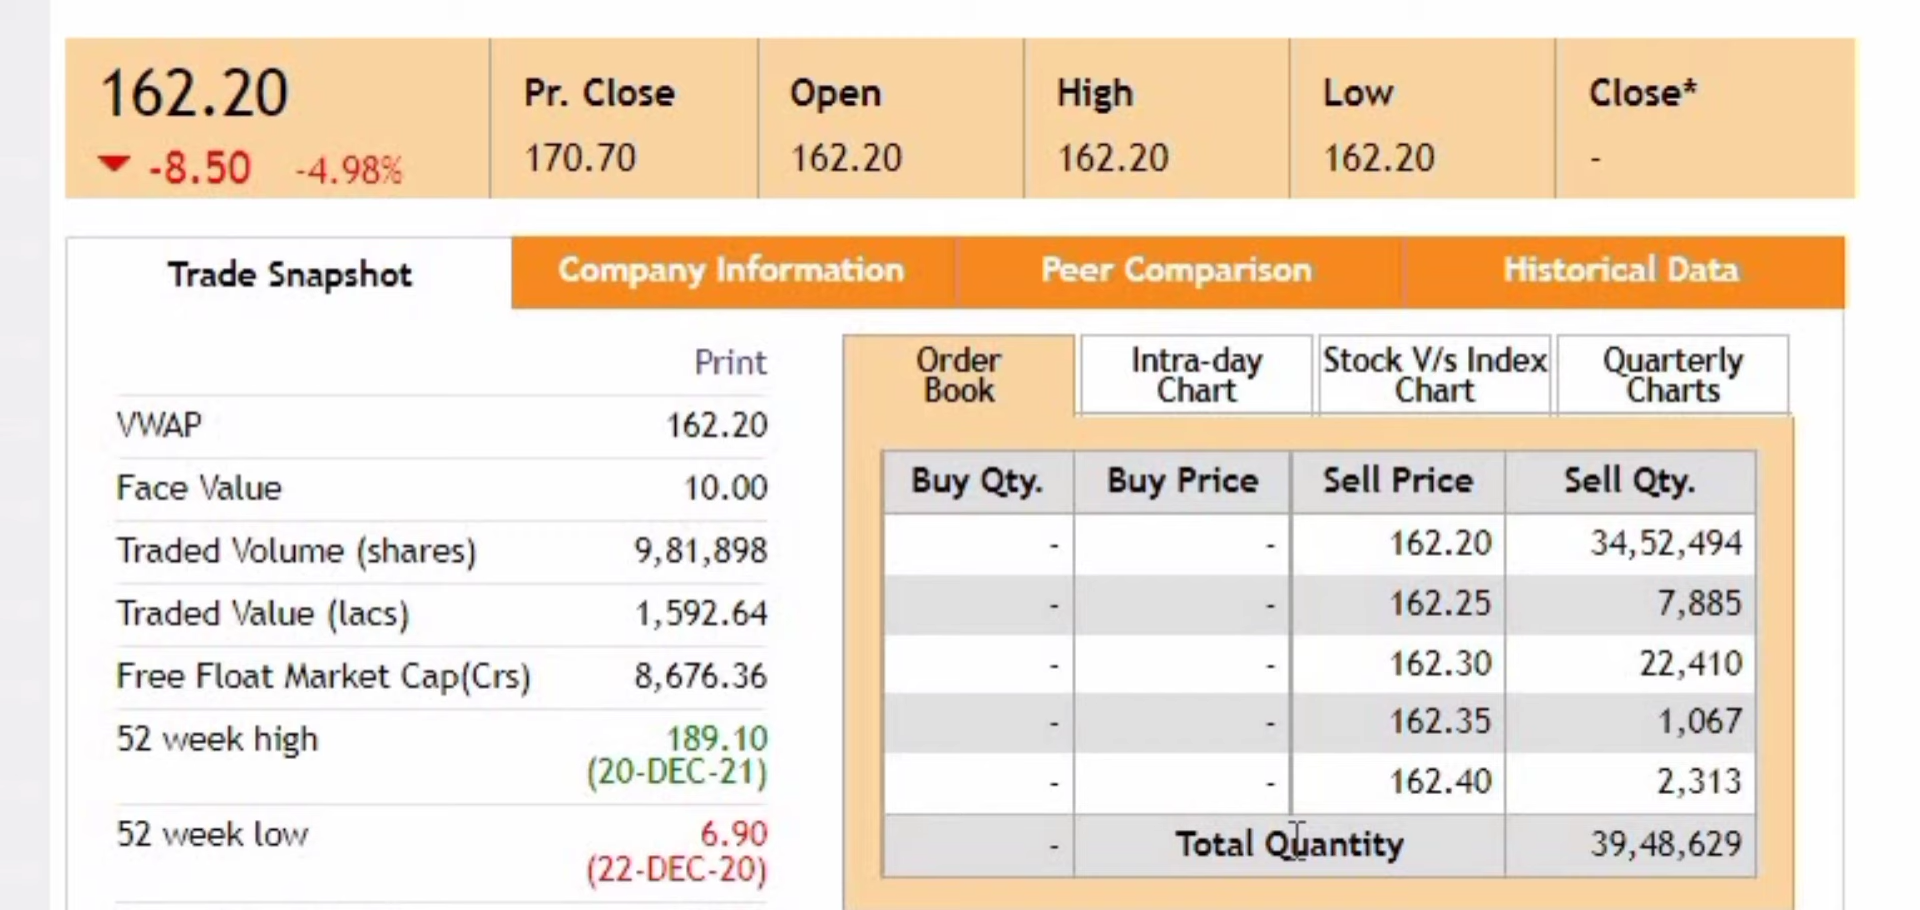 162.20
-8.50 -4.98%
Pr. Close
170.70
Open
162.20
High
162.20
Low
162.20
Close*
-
Trade Snapshot
Company Information
Peer Comparison
Historical Data
Print
VWAP 162.20
Face Value 10.00
Traded Volume (shares) 9,81,898
Traded Value (lacs) 1,592.64
Free Float Market Cap(Crs) 8,676.36
52 week high 189.10
(20-DEC-21)
52 week low 6.90
(22-DEC-20)
Order
Book
Intra-day
Chart
Stock V/s Index
Chart
Quarterly
Charts
Buy Qty. Buy Price Sell Price Sell Qty.
- - 162.20 34,52,494
- - 162.25 7,885
- - 162.30 22,410
- - 162.35 1,067
- - 162.40 2,313
- Total Quantity 39,48,629